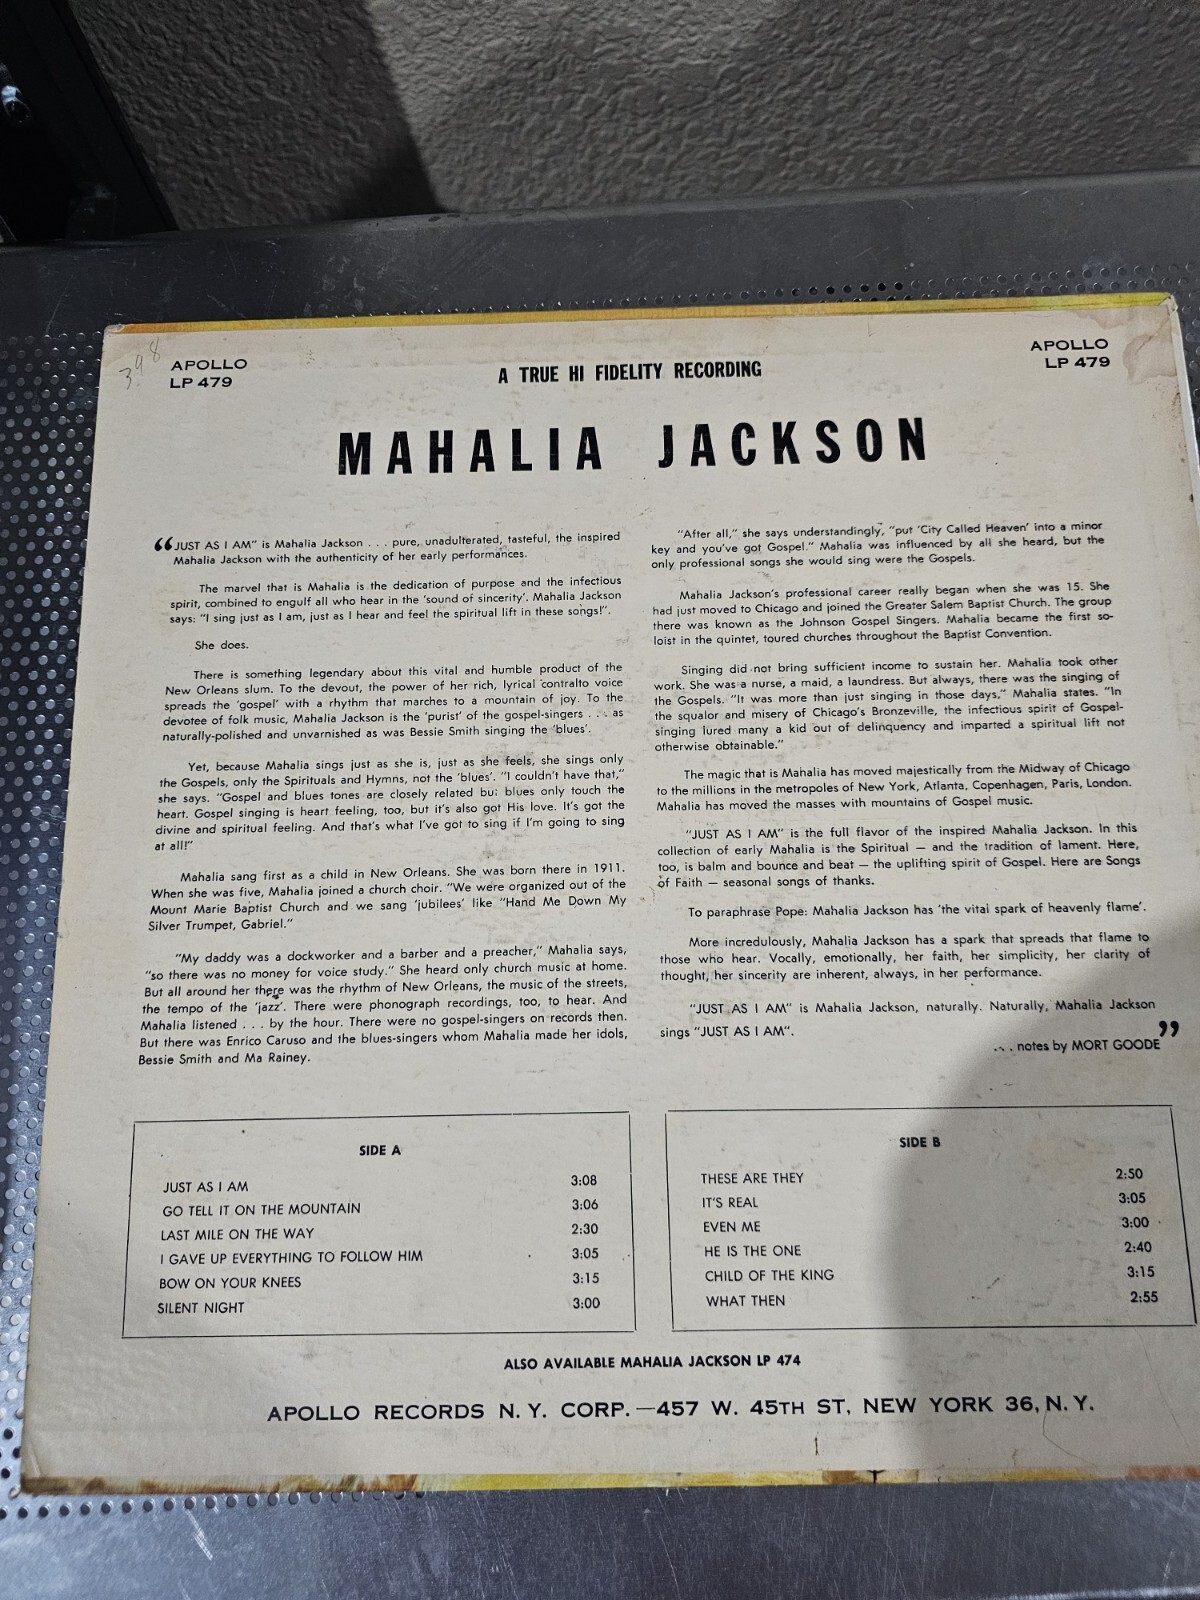 398
APOLLO
LP 479
A TRUE HI FIDELITY RECORDING
APOLLO
LP 479
MAHALIA JACKSON
“JUST AS I AM” is Mahalia Jackson . . . pure, unadulterated, tasteful, the inspired
Mahalia Jackson with the authenticity of her early performances.
The marvel that is Mahalia is the dedication of purpose and the infectious
spirit, combined to engulf all who hear in the 'sound of sincerity'. Mahalia Jackson
says: "I sing just as I am, just as I hear and feel the spiritual lift in these songs!".
She does.
There is something legendary about this vital and humble product of the
New Orleans slum. To the devout, the power of her rich, lyrical contralto voice
spreads the 'gospel' with a rhythm that marches to a mountain of joy. To the
devotee of folk music, Mahalia Jackson is the 'purist' of the gospel-singers . . . as
naturally-polished and unvarnished as was Bessie Smith singing the 'blues'.
Yet, because Mahalia sings just as she is, just as she feels, she sings only
the Gospels, only the Spirituals and Hymns, not the 'blues'. "I couldn't have that,"
she says. "Gospel and blues tones are closely related but blues only touch the
heart. Gospel singing is heart feeling, too, but it's also got His love. It's got the
divine and spiritual feeling. And that's what I've got to sing if I'm going to sing
at all!"
Mahalia sang first as a child in New Orleans. She was born there in 1911.
When she was five, Mahalia joined a church choir. "We were organized out of the
Mount Marie Baptist Church and we sang 'jubilees' like "Hand Me Down My
Silver Trumpet, Gabriel."
"My daddy was a dockworker and a barber and a preacher," Mahalia says,
"so there was no money for voice study." She heard only church music at home.
But all around her there was the rhythm of New Orleans, the music of the streets,
the tempo of the 'jazz'. There were phonograph recordings, too, to hear. And
Mahalia listened . . . by the hour. There were no gospel-singers on records then.
But there was Enrico Caruso and the blues-singers whom Mahalia made her idols,
Bessie Smith and Ma Rainey.
"After all," she says understandingly, "put 'City Called Heaven' into a minor
key and you've got Gospel." Mahalia was influenced by all she heard, but the
only professional songs she would sing were the Gospels.
Mahalia Jackson's professional career really began when she was 15. She
had just moved to Chicago and joined the Greater Salem Baptist Church. The group
there was known as the Johnson Gospel Singers. Mahalia became the first so-
loist in the quintet, toured churches throughout the Baptist Convention.
Singing did not bring sufficient income to sustain her. Mahalia took other
work. She was a nurse, a maid, a laundress. But always, there was the singing of
the Gospels. "It was more than just singing in those days," Mahalia states. "In
the squalor and misery of Chicago's Bronzeville, the infectious spirit of Gospel-
singing lured many a kid out of delinquency and imparted a spiritual lift not
otherwise obtainable."
The magic that is Mahalia has moved majestically from the Midway of Chicago
to the millions in the metropoles of New York, Atlanta, Copenhagen, Paris, London.
Mahalia has moved the masses with mountains of Gospel music.
"JUST AS I AM" is the full flavor of the inspired Mahalia Jackson. In this
collection of early Mahalia is the Spiritual — and the tradition of lament. Here,
too, is balm and bounce and beat — the uplifting spirit of Gospel. Here are Songs
of Faith — seasonal songs of thanks.
To paraphrase Pope: Mahalia Jackson has 'the vital spark of heavenly flame'.
More incredulously, Mahalia Jackson has a spark that spreads that flame to
those who hear. Vocally, emotionally, her faith, her simplicity, her clarity of
thought, her sincerity are inherent, always, in her performance.
"JUST AS I AM" is Mahalia Jackson, naturally. Naturally, Mahalia Jackson
sings "JUST AS I AM".
. . . notes by MORT GOODE”
SIDE A
JUST AS I AM 3:08
GO TELL IT ON THE MOUNTAIN 3:06
LAST MILE ON THE WAY 2:30
I GAVE UP EVERYTHING TO FOLLOW HIM 3:05
BOW ON YOUR KNEES 3:15
SILENT NIGHT 3:00
SIDE B
THESE ARE THEY 2:50
IT'S REAL 3:05
EVEN ME 3:00
HE IS THE ONE 2:40
CHILD OF THE KING 3:15
WHAT THEN 2:55
ALSO AVAILABLE MAHALIA JACKSON LP 474
APOLLO RECORDS N. Y. CORP. — 457 W. 45TH ST, NEW YORK 36, N. Y.